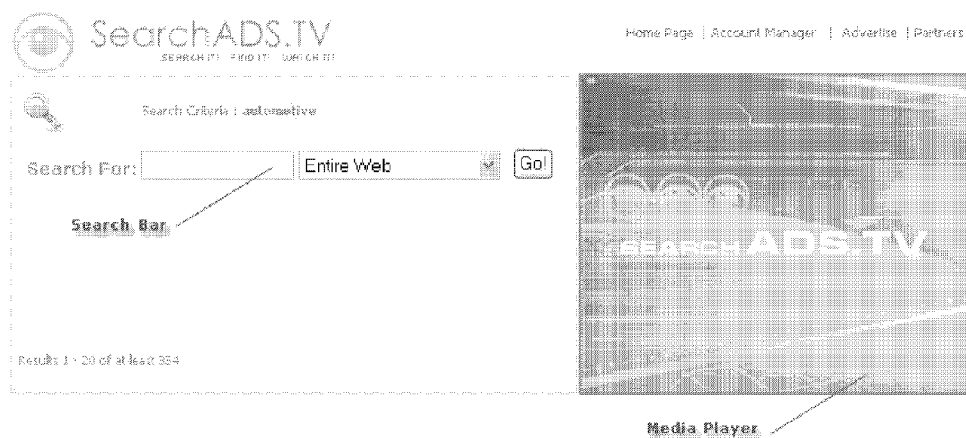 SearchADS.TV
SEARCH IT! FIND IT! WATCH IT!
Home Page | Account Manager | Advertise | Partners
Search Criteria : automotive
Search For:
Entire Web
Go!
Search Bar
SEARCH ADS.TV
Results 1 - 20 of at least 334
Media Player